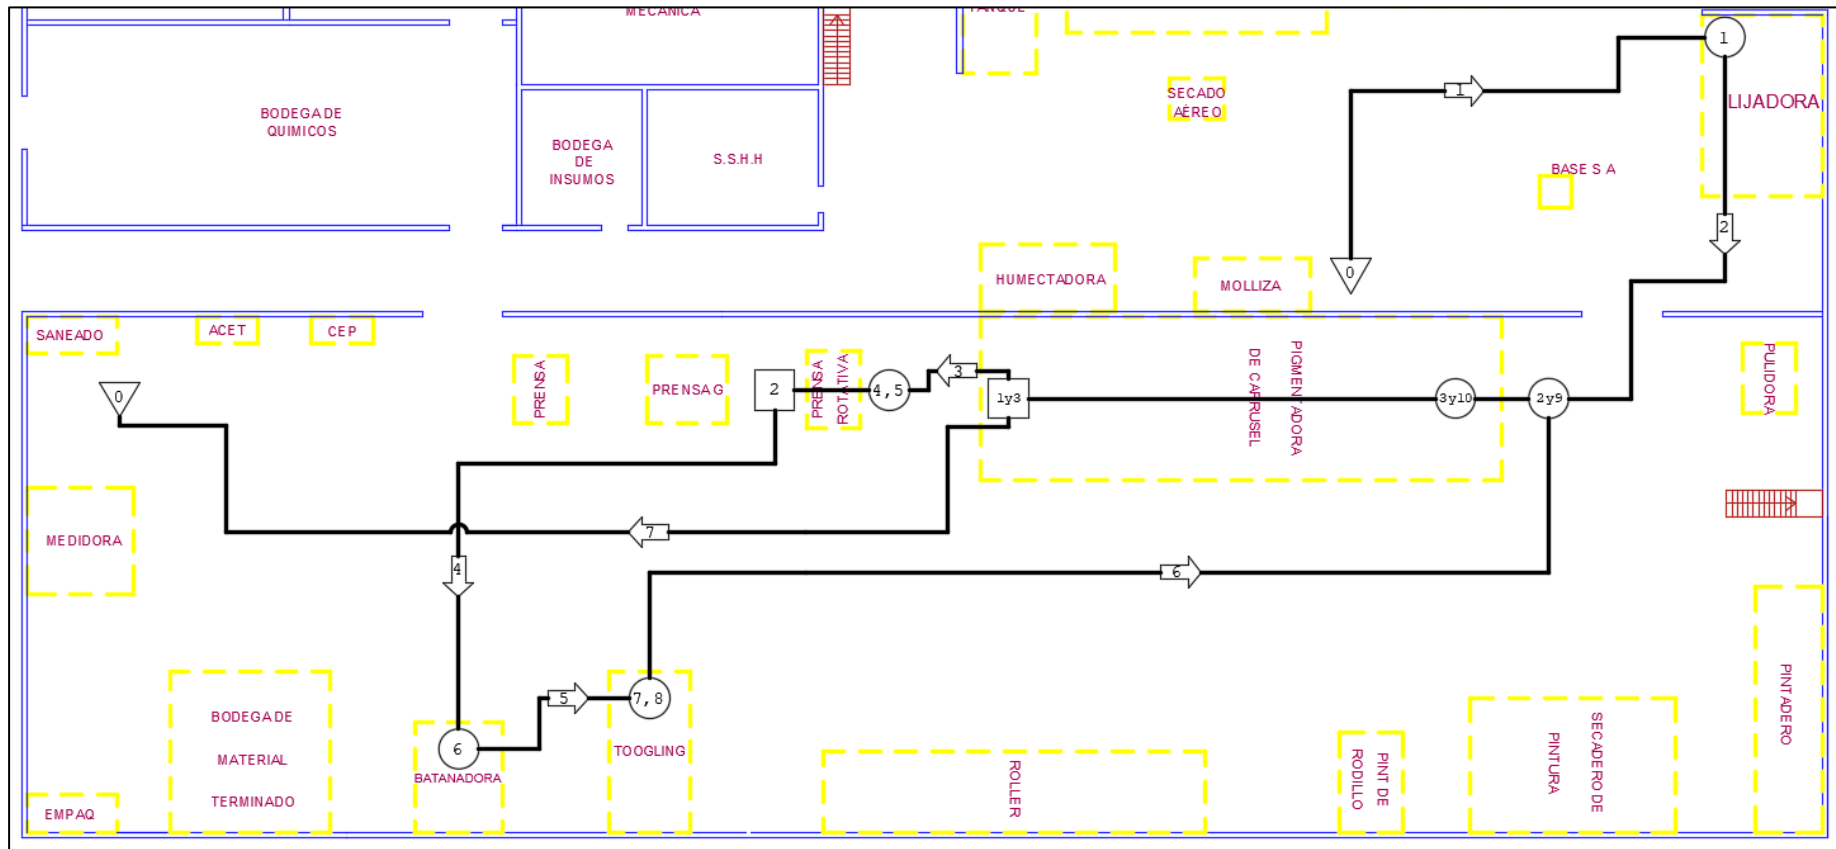 MECANICA
TANQUE
1
SECADO
AÉREO
1
LIJADORA
BODEGA DE
QUIMICOS
BODEGA
DE
INSUMOS
S.S.H.H
BASE S A
2
HUMECTADORA
MOLLIZA
0
SANEADO
ACET
CEP
PRENSA
PRENSA G
PRENSA
ROTATIVA
2
4,5
3
1y3
PIGMENTADORA
DE CARRUSEL
3y10
2y9
PULIDORA
0
MEDIDORA
7
4
6
BODEGA DE
MATERIAL
TERMINADO
EMPAQ
6
BATANADORA
5
7,8
TOOGLING
ROLLER
PINT DE
RODILLO
SECADERO DE
PINTURA
PINTADERO